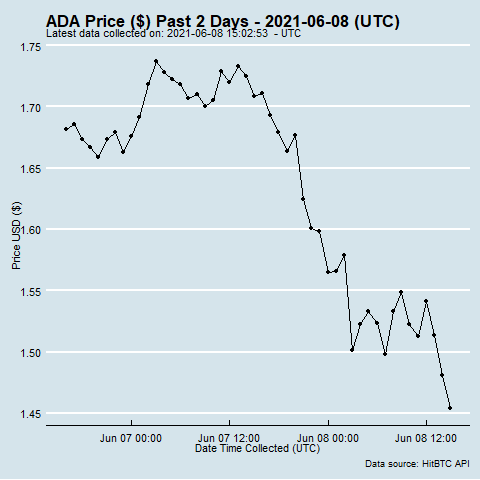 ADA Price ($) Past 2 Days - 2021-06-08 (UTC)
Latest data collected on: 2021-06-08 15:02:53  - UTC
1.75
1.70
1.65
1.60
1.55
1.50
1.45
Price USD ($)
Jun 07 00:00 Jun 07 12:00 Jun 08 00:00 Jun 08 12:00
Date Time Collected (UTC)
Data source: HitBTC API